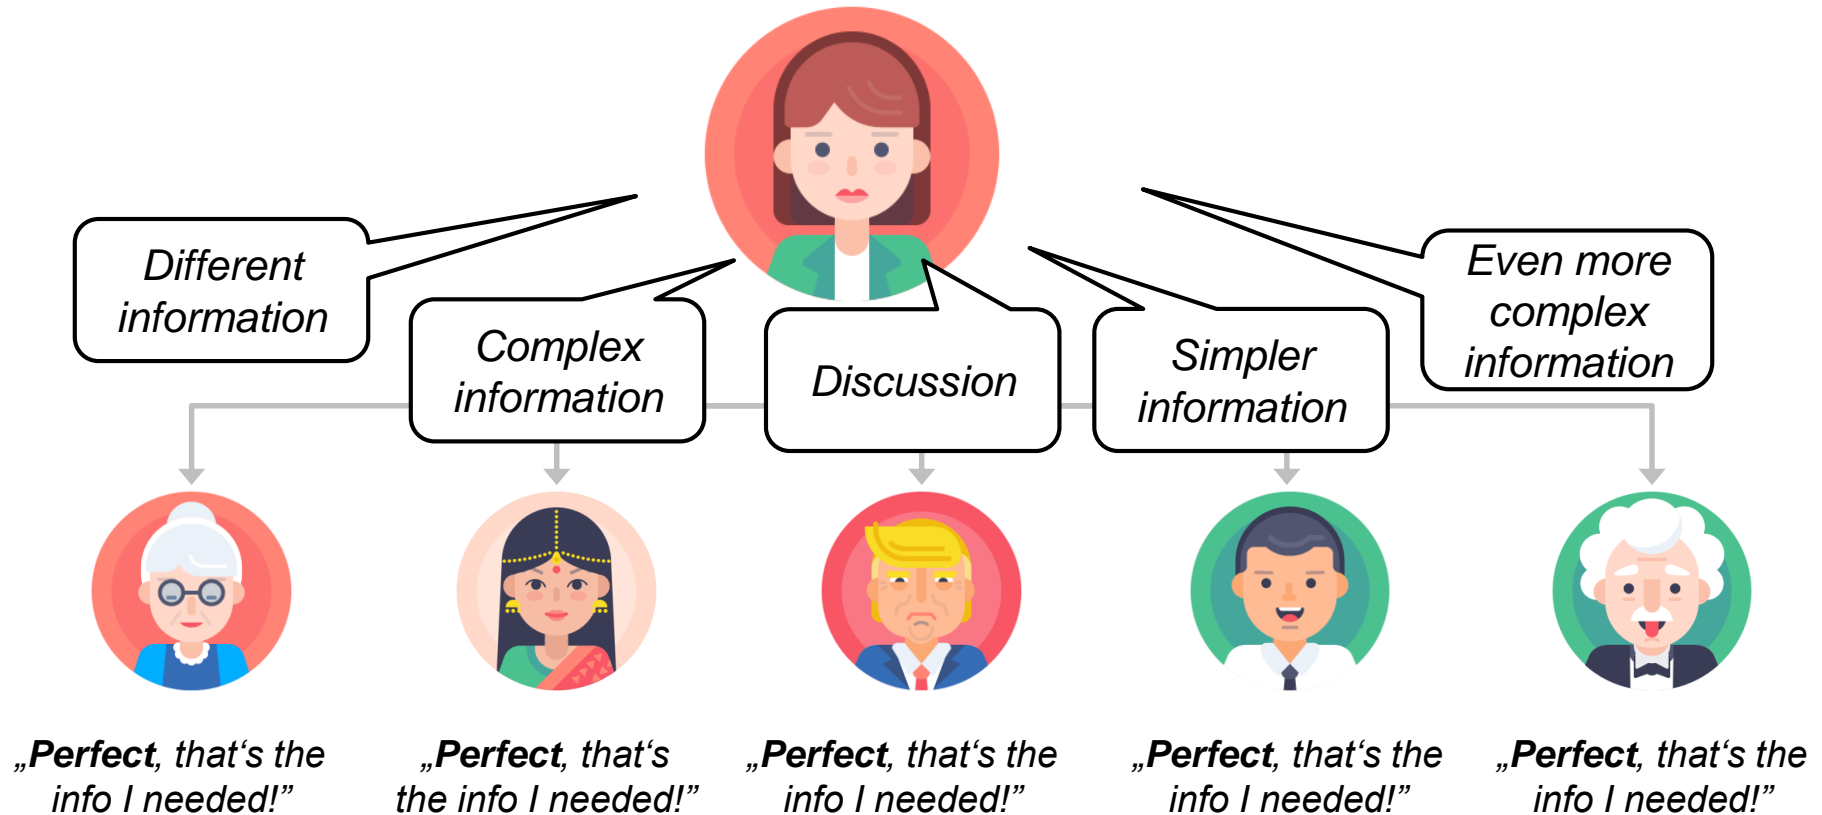 Different
information
Complex
information
Discussion
Simpler
information
Even more
complex
information
„Perfect, that‘s the
info I needed!”
„Perfect, that‘s
the info I needed!”
„Perfect, that‘s the
info I needed!”
„Perfect, that‘s the
info I needed!”
„Perfect, that‘s the
info I needed!”